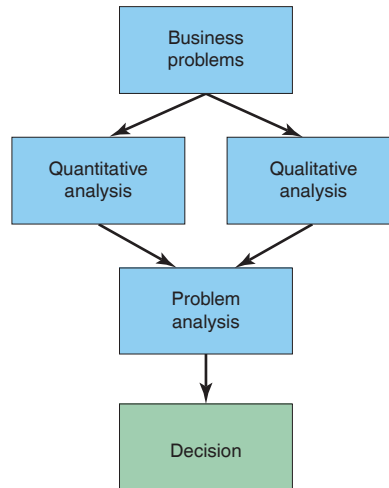 Business
problems
Quantitative
analysis
Qualitative
analysis
Problem
analysis
Decision